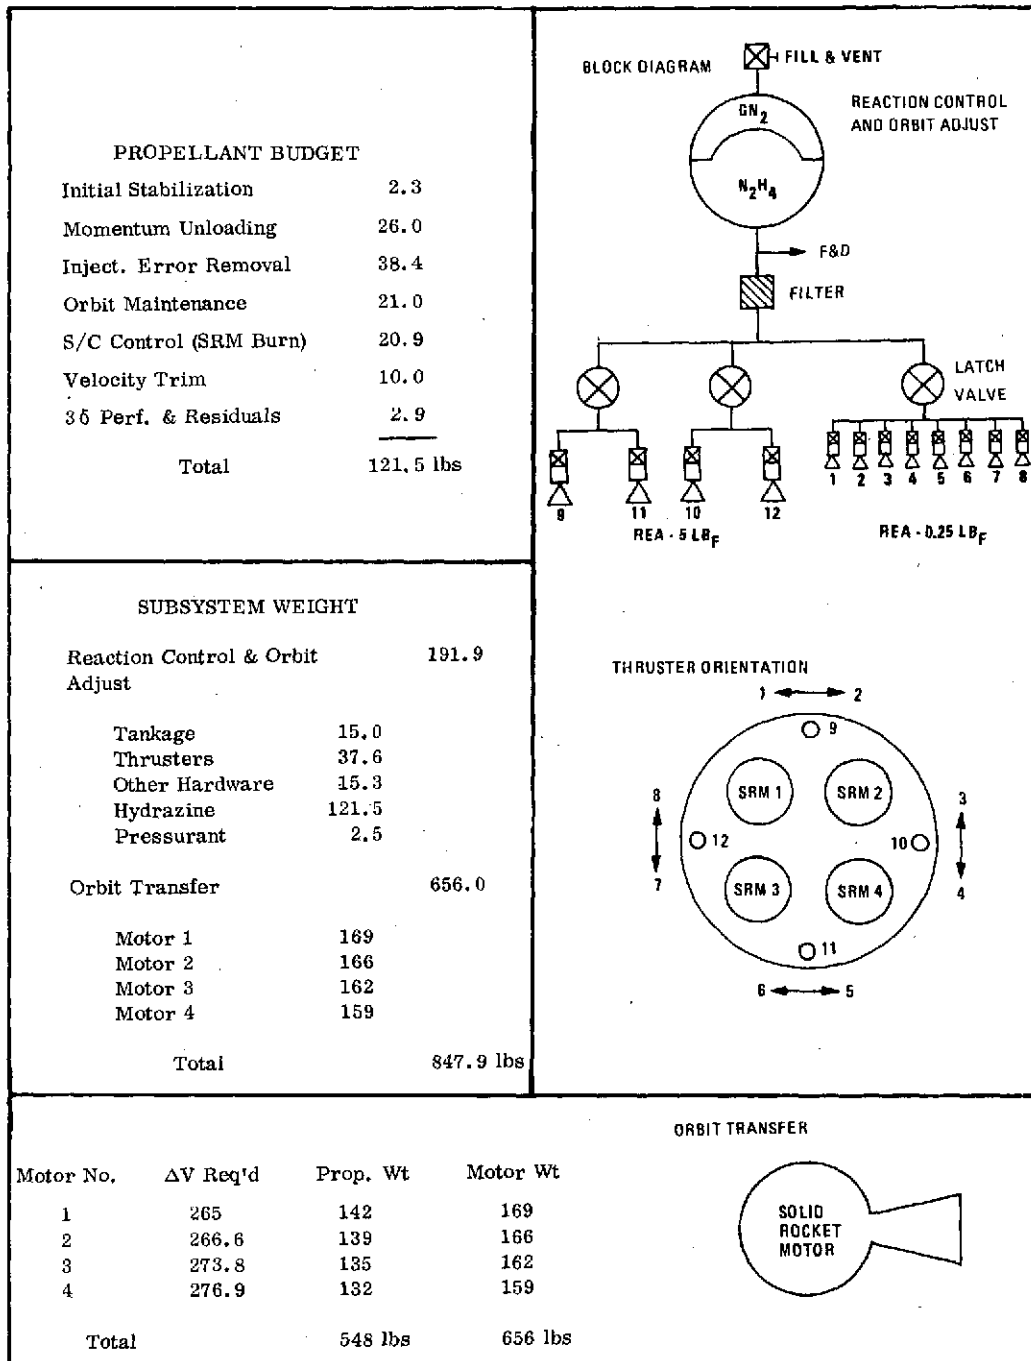 PROPELLANT BUDGET
Initial Stabilization 2.3
Momentum Unloading 26.0
Inject. Error Removal 38.4
Orbit Maintenance 21.0
S/C Control (SRM Burn) 20.9
Velocity Trim 10.0
3δ Perf. & Residuals 2.9
Total 121.5 lbs
BLOCK DIAGRAM
FILL & VENT
REACTION CONTROL
AND ORBIT ADJUST
GN2
N2H4
F&D
FILTER
LATCH
VALVE
9 11 10 12
1 2 3 4 5 6 7 8
REA - 5 LBF
REA - 0.25 LBF
SUBSYSTEM WEIGHT
Reaction Control & Orbit 191.9
Adjust
Tankage 15.0
Thrusters 37.6
Other Hardware 15.3
Hydrazine 121.5
Pressurant 2.5
Orbit Transfer 656.0
Motor 1 169
Motor 2 166
Motor 3 162
Motor 4 159
Total 847.9 lbs
THRUSTER ORIENTATION
1 2
9
SRM 1 SRM 2
8 3
12 10
7 4
SRM 3 SRM 4
11
6 5
ORBIT TRANSFER
Motor No. ΔV Req'd Prop. Wt Motor Wt
1 265 142 169
2 266.6 139 166
3 273.8 135 162
4 276.9 132 159
Total 548 lbs 656 lbs
SOLID
ROCKET
MOTOR